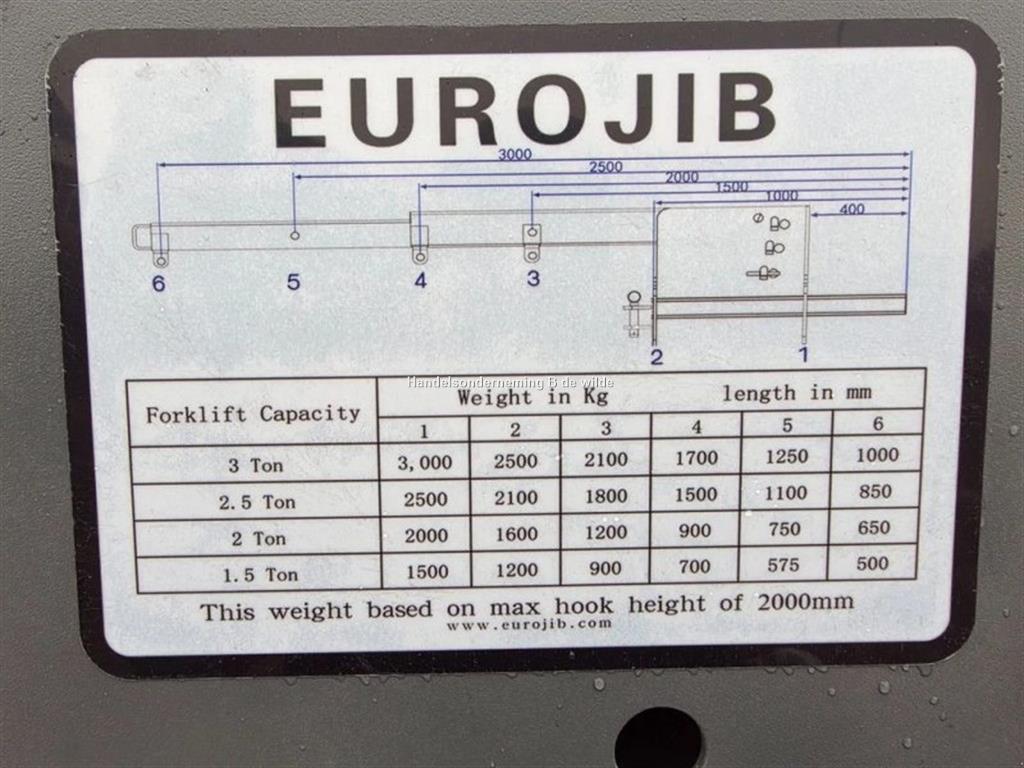 EUROJIB
3000
2500
2000
1500
1000
400
6 5 4 3
2 1
Handelsonderneming B de wilde
Forklift Capacity Weight in Kg length in mm
1 2 3 4 5 6
3 Ton 3,000 2500 2100 1700 1250 1000
2.5 Ton 2500 2100 1800 1500 1100 850
2 Ton 2000 1600 1200 900 750 650
1.5 Ton 1500 1200 900 700 575 500
This weight based on max hook height of 2000mm
www.eurojib.com